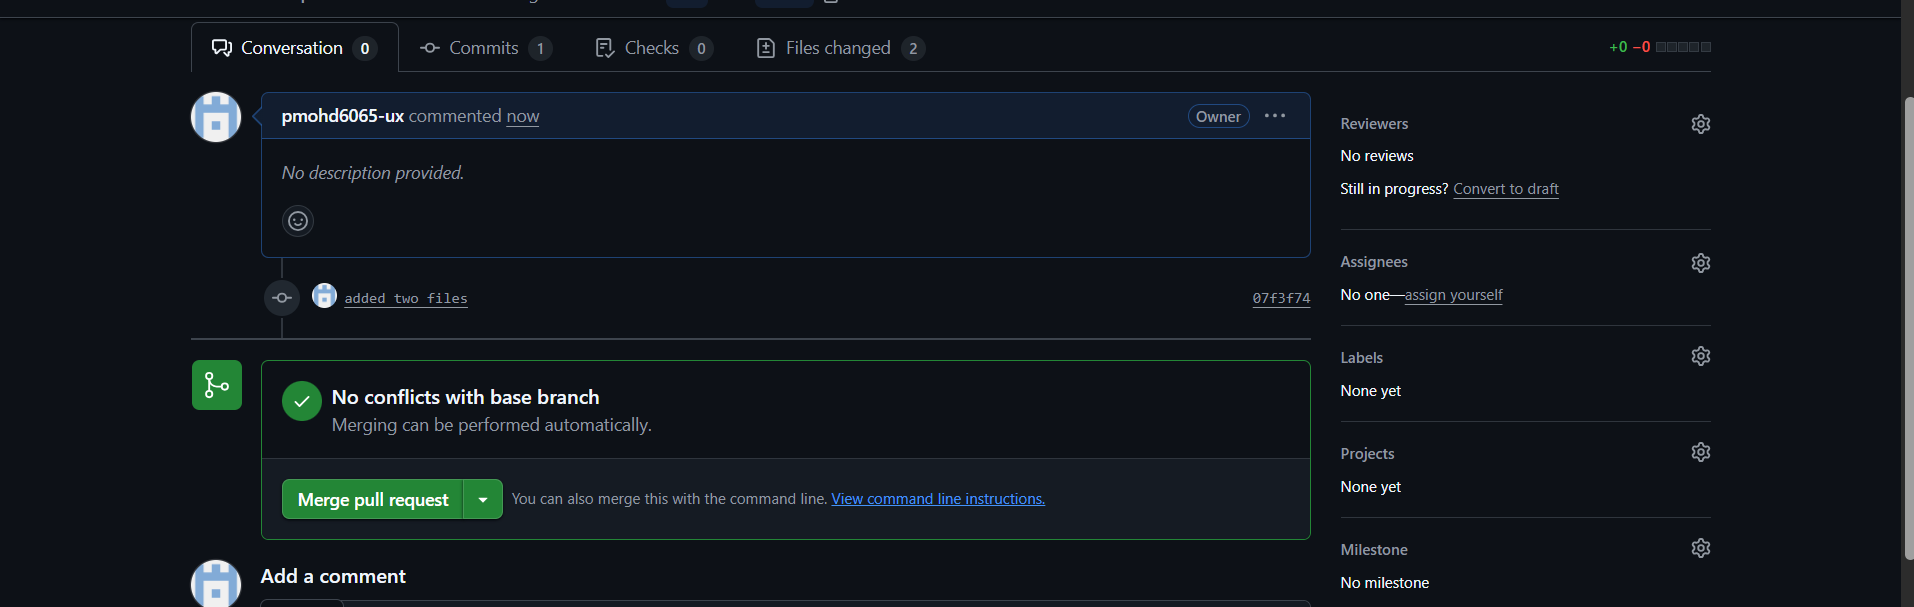 Conversation 0 Commits 1 Checks 0 Files changed 2 +0 −0
pmohd6065-ux commented now Owner
No description provided.
added two files 07f3f74
No conflicts with base branch
Merging can be performed automatically.
Merge pull request You can also merge this with the command line. View command line instructions.
Add a comment
Reviewers
No reviews
Still in progress? Convert to draft
Assignees
No one—assign yourself
Labels
None yet
Projects
None yet
Milestone
No milestone